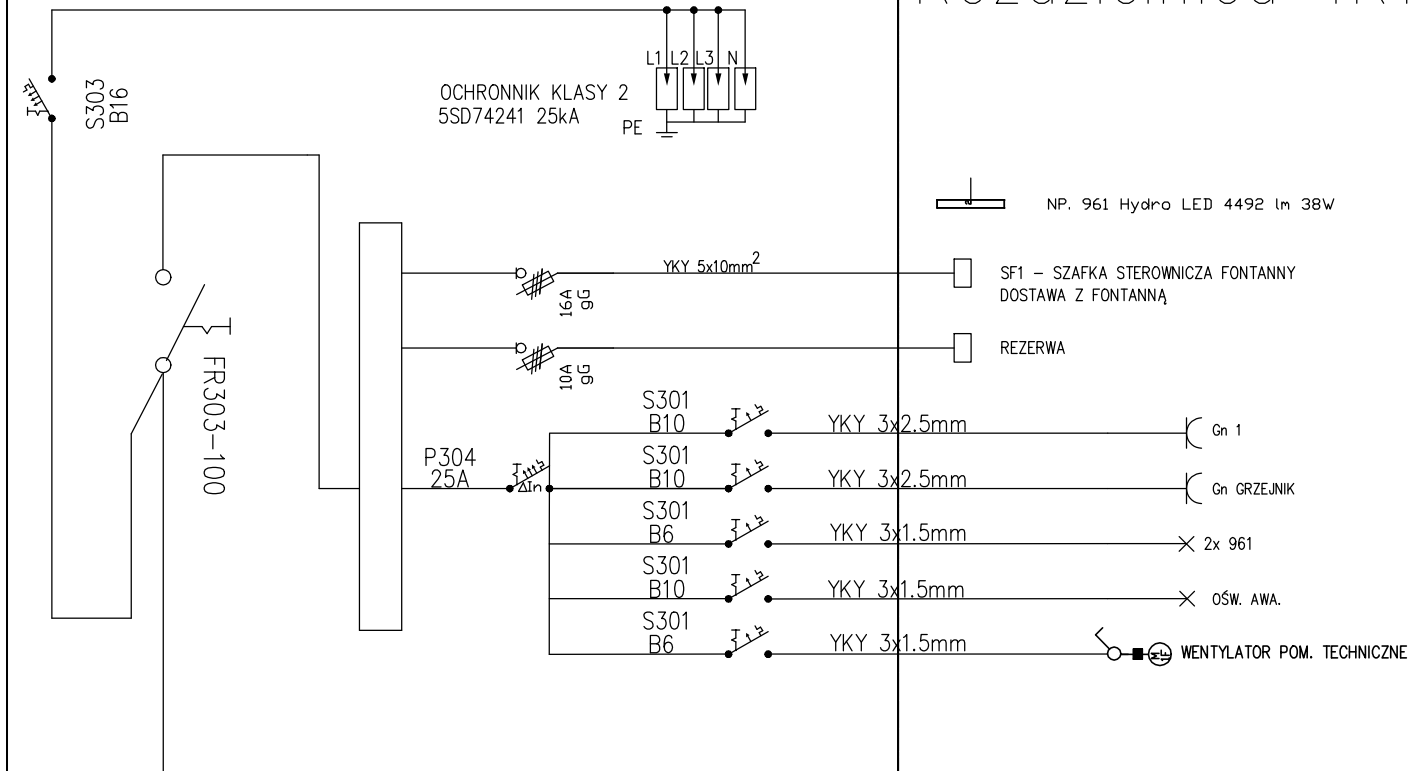 S303
B16
OCHRONNIK KLASY 2
5SD74241 25kA
L1 L2 L3 N
PE
NP. 961 Hydro LED 4492 lm 38W
YKY 5x10mm²
16A
gG
SF1 – SZAFKA STEROWNICZA FONTANNY
DOSTAWA Z FONTANNĄ
10A
gG
REZERWA
FR303-100
P304
25A
ΔIn
S301
B10
YKY 3x2.5mm
Gn 1
S301
B10
YKY 3x2.5mm
Gn GRZEJNIK
S301
B6
YKY 3x1.5mm
2x 961
S301
B10
YKY 3x1.5mm
OŚW. AWA.
S301
B6
YKY 3x1.5mm
WENTYLATOR POM. TECHNICZNE